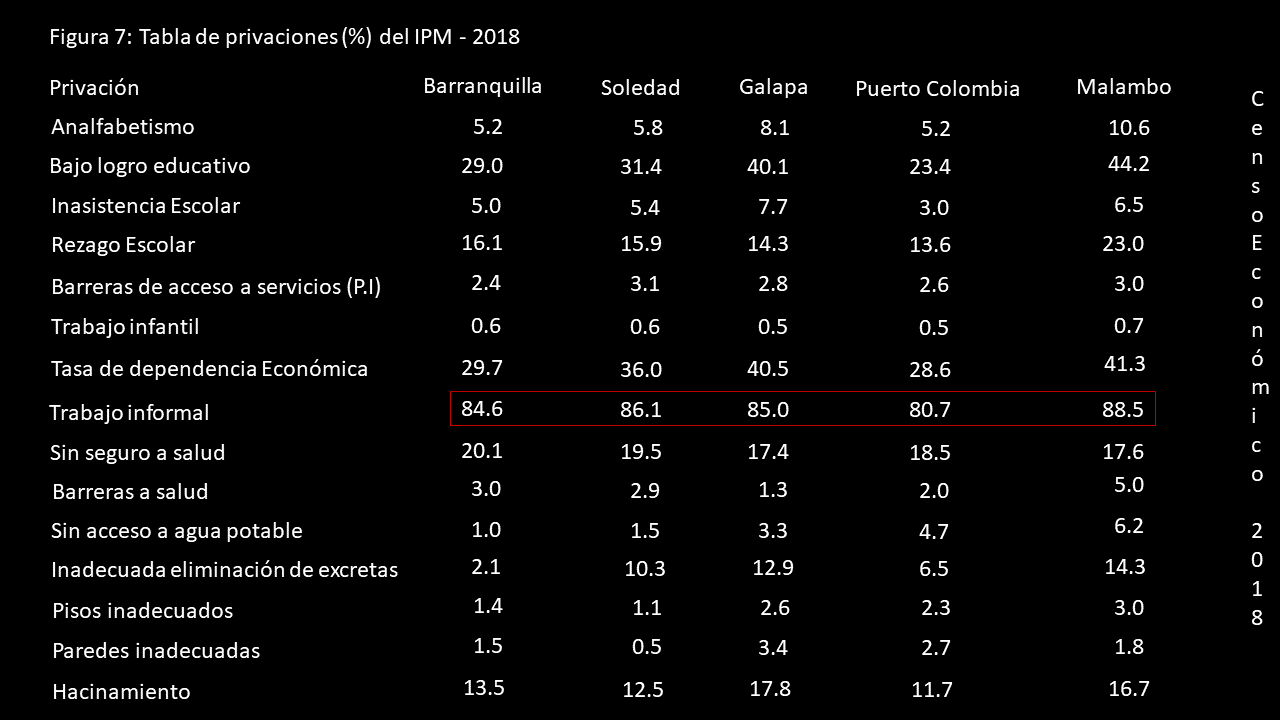 Figura 7: Tabla de privaciones (%) del IPM - 2018
Privación Barranquilla Soledad Galapa Puerto Colombia Malambo
Analfabetismo 5.2 5.8 8.1 5.2 10.6
Bajo logro educativo 29.0 31.4 40.1 23.4 44.2
Inasistencia Escolar 5.0 5.4 7.7 3.0 6.5
Rezago Escolar 16.1 15.9 14.3 13.6 23.0
Barreras de acceso a servicios (P.I) 2.4 3.1 2.8 2.6 3.0
Trabajo infantil 0.6 0.6 0.5 0.5 0.7
Tasa de dependencia Económica 29.7 36.0 40.5 28.6 41.3
Trabajo informal 84.6 86.1 85.0 80.7 88.5
Sin seguro a salud 20.1 19.5 17.4 18.5 17.6
Barreras a salud 3.0 2.9 1.3 2.0 5.0
Sin acceso a agua potable 1.0 1.5 3.3 4.7 6.2
Inadecuada eliminación de excretas 2.1 10.3 12.9 6.5 14.3
Pisos inadecuados 1.4 1.1 2.6 2.3 3.0
Paredes inadecuadas 1.5 0.5 3.4 2.7 1.8
Hacinamiento 13.5 12.5 17.8 11.7 16.7
Censo Económico 2018